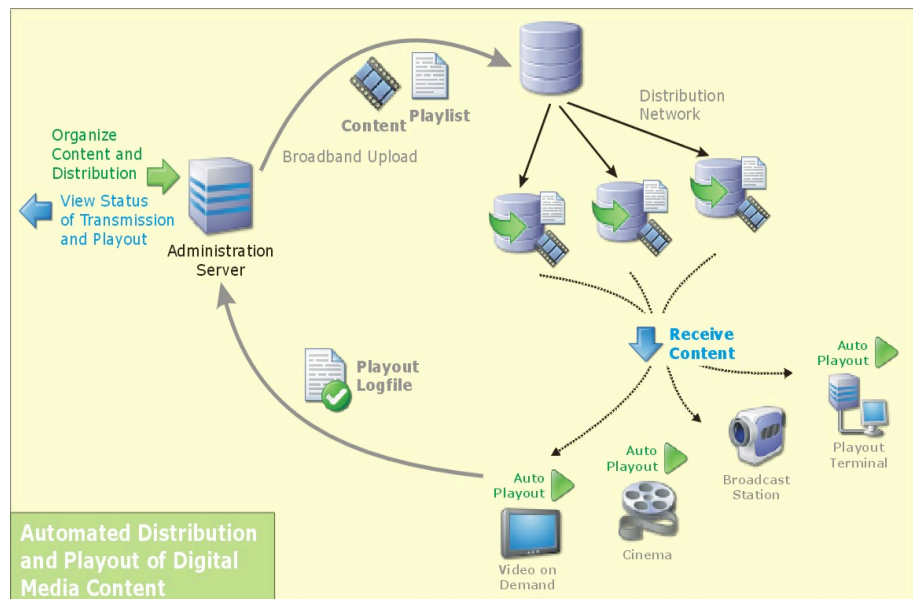 Organize
Content and
Distribution
View Status
of Transmission
and Playout
Administration
Server
Content
Playlist
Broadband Upload
Distribution
Network
Receive
Content
Playout
Logfile
Auto
Playout
Video on
Demand
Auto
Playout
Cinema
Broadcast
Station
Auto
Playout
Playout
Terminal
Automated Distribution
and Playout of Digital
Media Content